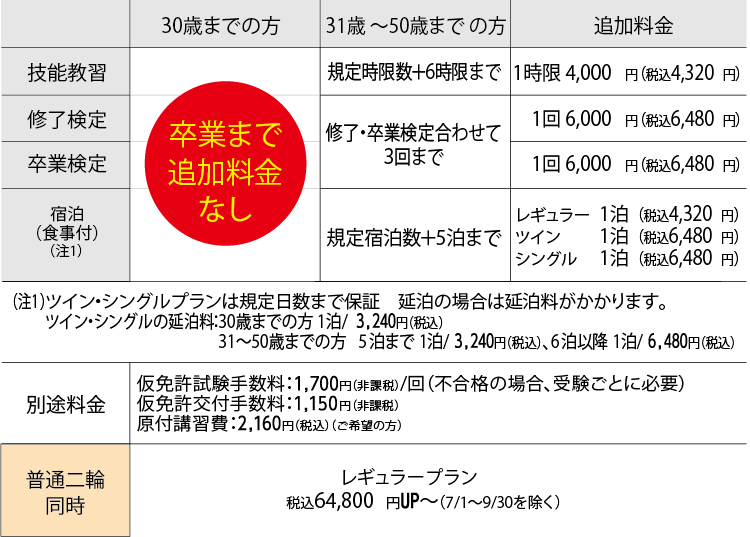 30歳までの方 31歳～50歳までの方 追加料金
技能教習 規定時限数+6時限まで 1時限 4,000 円(税込4,320 円)
卒業まで
追加料金
なし
修了検定 1回 6,000 円(税込6,480 円)
修了・卒業検定合わせて
3回まで
卒業検定 1回 6,000 円(税込6,480 円)
宿泊
(食事付)
(注1)
規定宿泊数+5泊まで
レギュラー 1泊 (税込4,320 円)
ツイン 1泊 (税込6,480 円)
シングル 1泊 (税込6,480 円)
(注1)ツイン・シングルプランは規定日数まで保証 延泊の場合は延泊料がかかります。
ツイン・シングルの延泊料:30歳までの方 1泊/ 3,240円(税込)
31～50歳までの方 5泊まで 1泊/ 3,240円(税込)、6泊以降 1泊/ 6,480円(税込)
別途料金
仮免許試験手数料:1,700円(非課税)/回(不合格の場合、受験ごとに必要)
仮免許交付手数料:1,150円(非課税)
原付講習費:2,160円(税込)(ご希望の方)
普通二輪
同時
レギュラープラン
税込64,800 円UP～(7/1～9/30を除く)